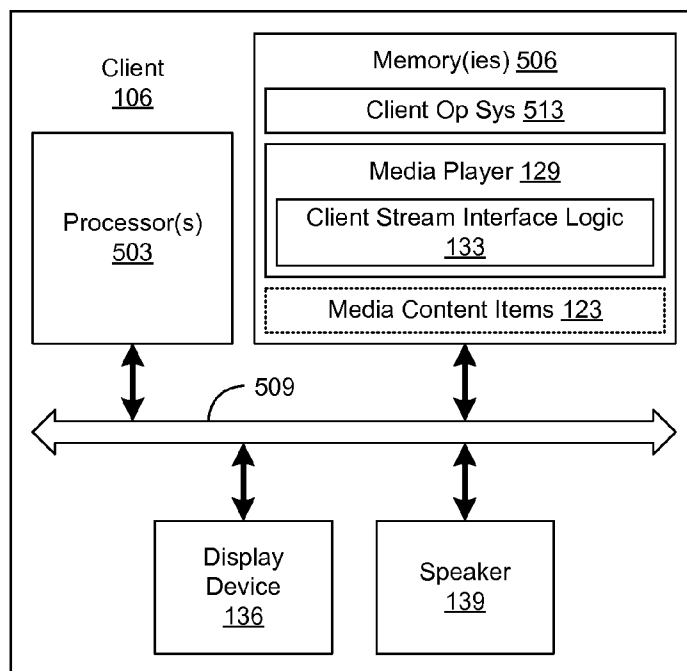 Client
106
Processor(s)
503
Memory(ies) 506
Client Op Sys 513
Media Player 129
Client Stream Interface Logic
133
Media Content Items 123
509
Display
Device
136
Speaker
139